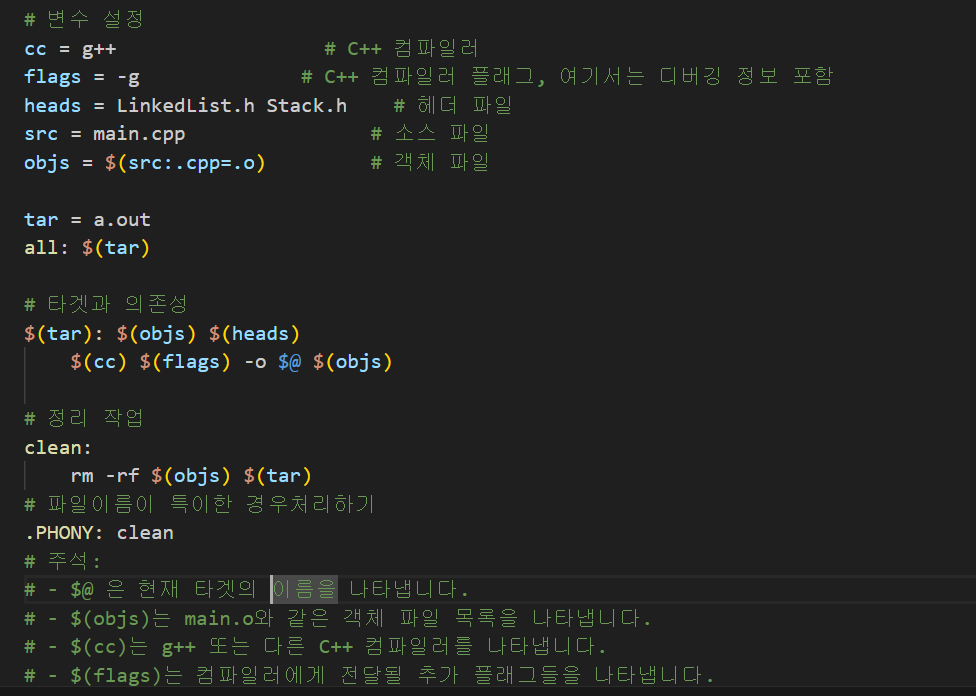 # 변수 설정
cc = g++ # C++ 컴파일러
flags = -g # C++ 컴파일러 플래그, 여기서는 디버깅 정보 포함
heads = LinkedList.h Stack.h # 헤더 파일
src = main.cpp # 소스 파일
objs = $(src:.cpp=.o) # 객체 파일
tar = a.out
all: $(tar)
# 타겟과 의존성
$(tar): $(objs) $(heads)
$(cc) $(flags) -o $@ $(objs)
# 정리 작업
clean:
rm -rf $(objs) $(tar)
# 파일이름이 특이한 경우처리하기
.PHONY: clean
# 주석:
# - $@ 은 현재 타겟의 이름을 나타냅니다.
# - $(objs)는 main.o와 같은 객체 파일 목록을 나타냅니다.
# - $(cc)는 g++ 또는 다른 C++ 컴파일러를 나타냅니다.
# - $(flags)는 컴파일러에게 전달될 추가 플래그들을 나타냅니다.